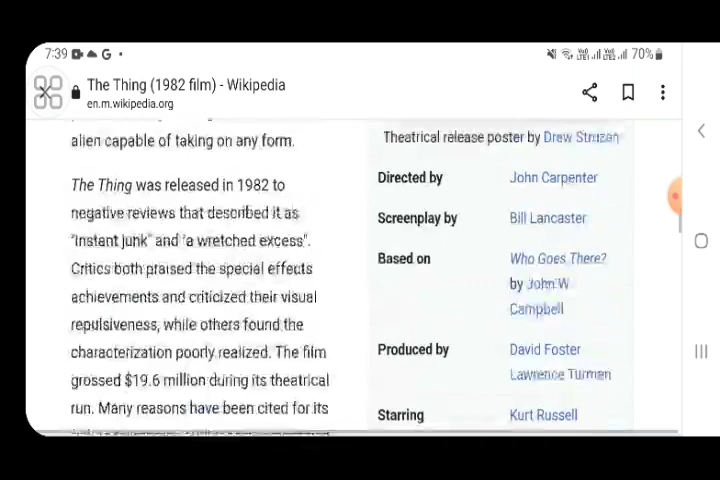 7:39
70%
The Thing (1982 film) - Wikipedia
en.m.wikipedia.org
alien capable of taking on any form.
The Thing was released in 1982 to
negative reviews that described it as
"instant junk" and "a wretched excess".
Critics both praised the special effects
achievements and criticized their visual
repulsiveness, while others found the
characterization poorly realized. The film
grossed $19.6 million during its theatrical
run. Many reasons have been cited for its
Theatrical release poster by Drew Struzan
Directed by John Carpenter
Screenplay by Bill Lancaster
Based on Who Goes There?
by John W
Campbell
Produced by David Foster
Lawrence Turman
Starring Kurt Russell